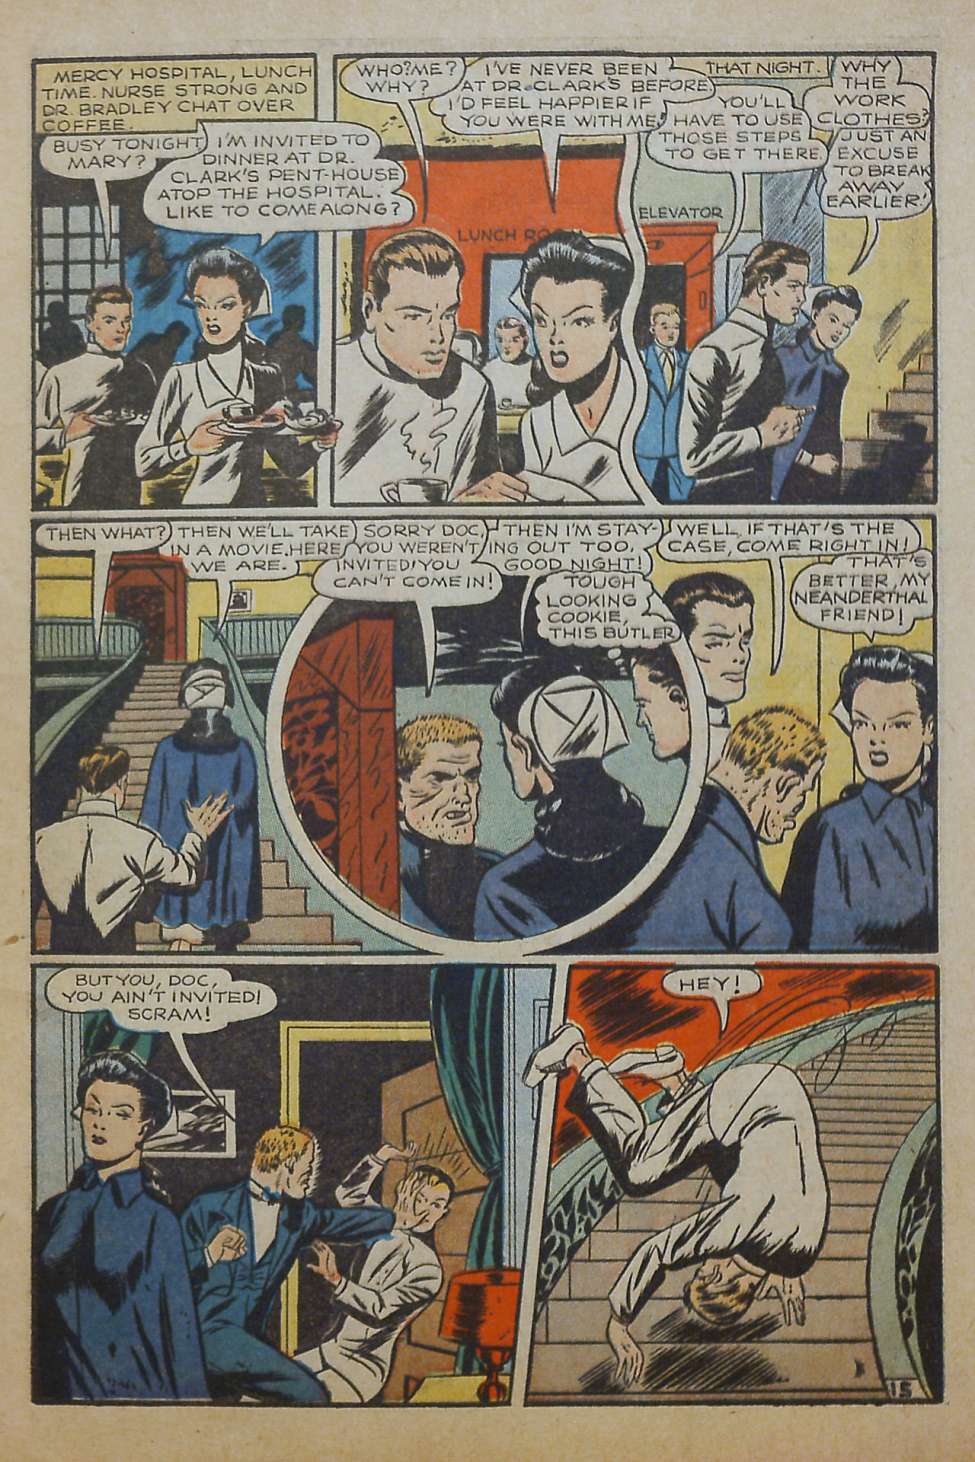 MERCY HOSPITAL, LUNCH
TIME. NURSE STRONG AND
DR. BRADLEY CHAT OVER
COFFEE.
BUSY TONIGHT
MARY?
I'M INVITED TO
DINNER AT DR.
CLARK'S PENT-HOUSE
ATOP THE HOSPITAL.
LIKE TO COME ALONG?
WHO? ME?
WHY?
I'VE NEVER BEEN
AT DR. CLARK'S BEFORE.
I'D FEEL HAPPIER IF
YOU WERE WITH ME!
LUNCH ROOM
THAT NIGHT.
YOU'LL
HAVE TO USE
THOSE STEPS
TO GET THERE.
ELEVATOR
WHY
THE
WORK
CLOTHES?
JUST AN
EXCUSE
TO BREAK
AWAY
EARLIER!
THEN WHAT?
THEN WE'LL TAKE
IN A MOVIE. HERE
WE ARE.
SORRY DOC,
YOU WEREN'T
INVITED! YOU
CAN'T COME IN!
THEN I'M STAY-
ING OUT TOO.
GOOD NIGHT!
TOUGH
LOOKING
COOKIE,
THIS BUTLER
WELL, IF THAT'S THE
CASE, COME RIGHT IN!
THAT'S
BETTER, MY
NEANDERTHAL
FRIEND!
BUT YOU, DOC,
YOU AIN'T INVITED!
SCRAM!
HEY!
15